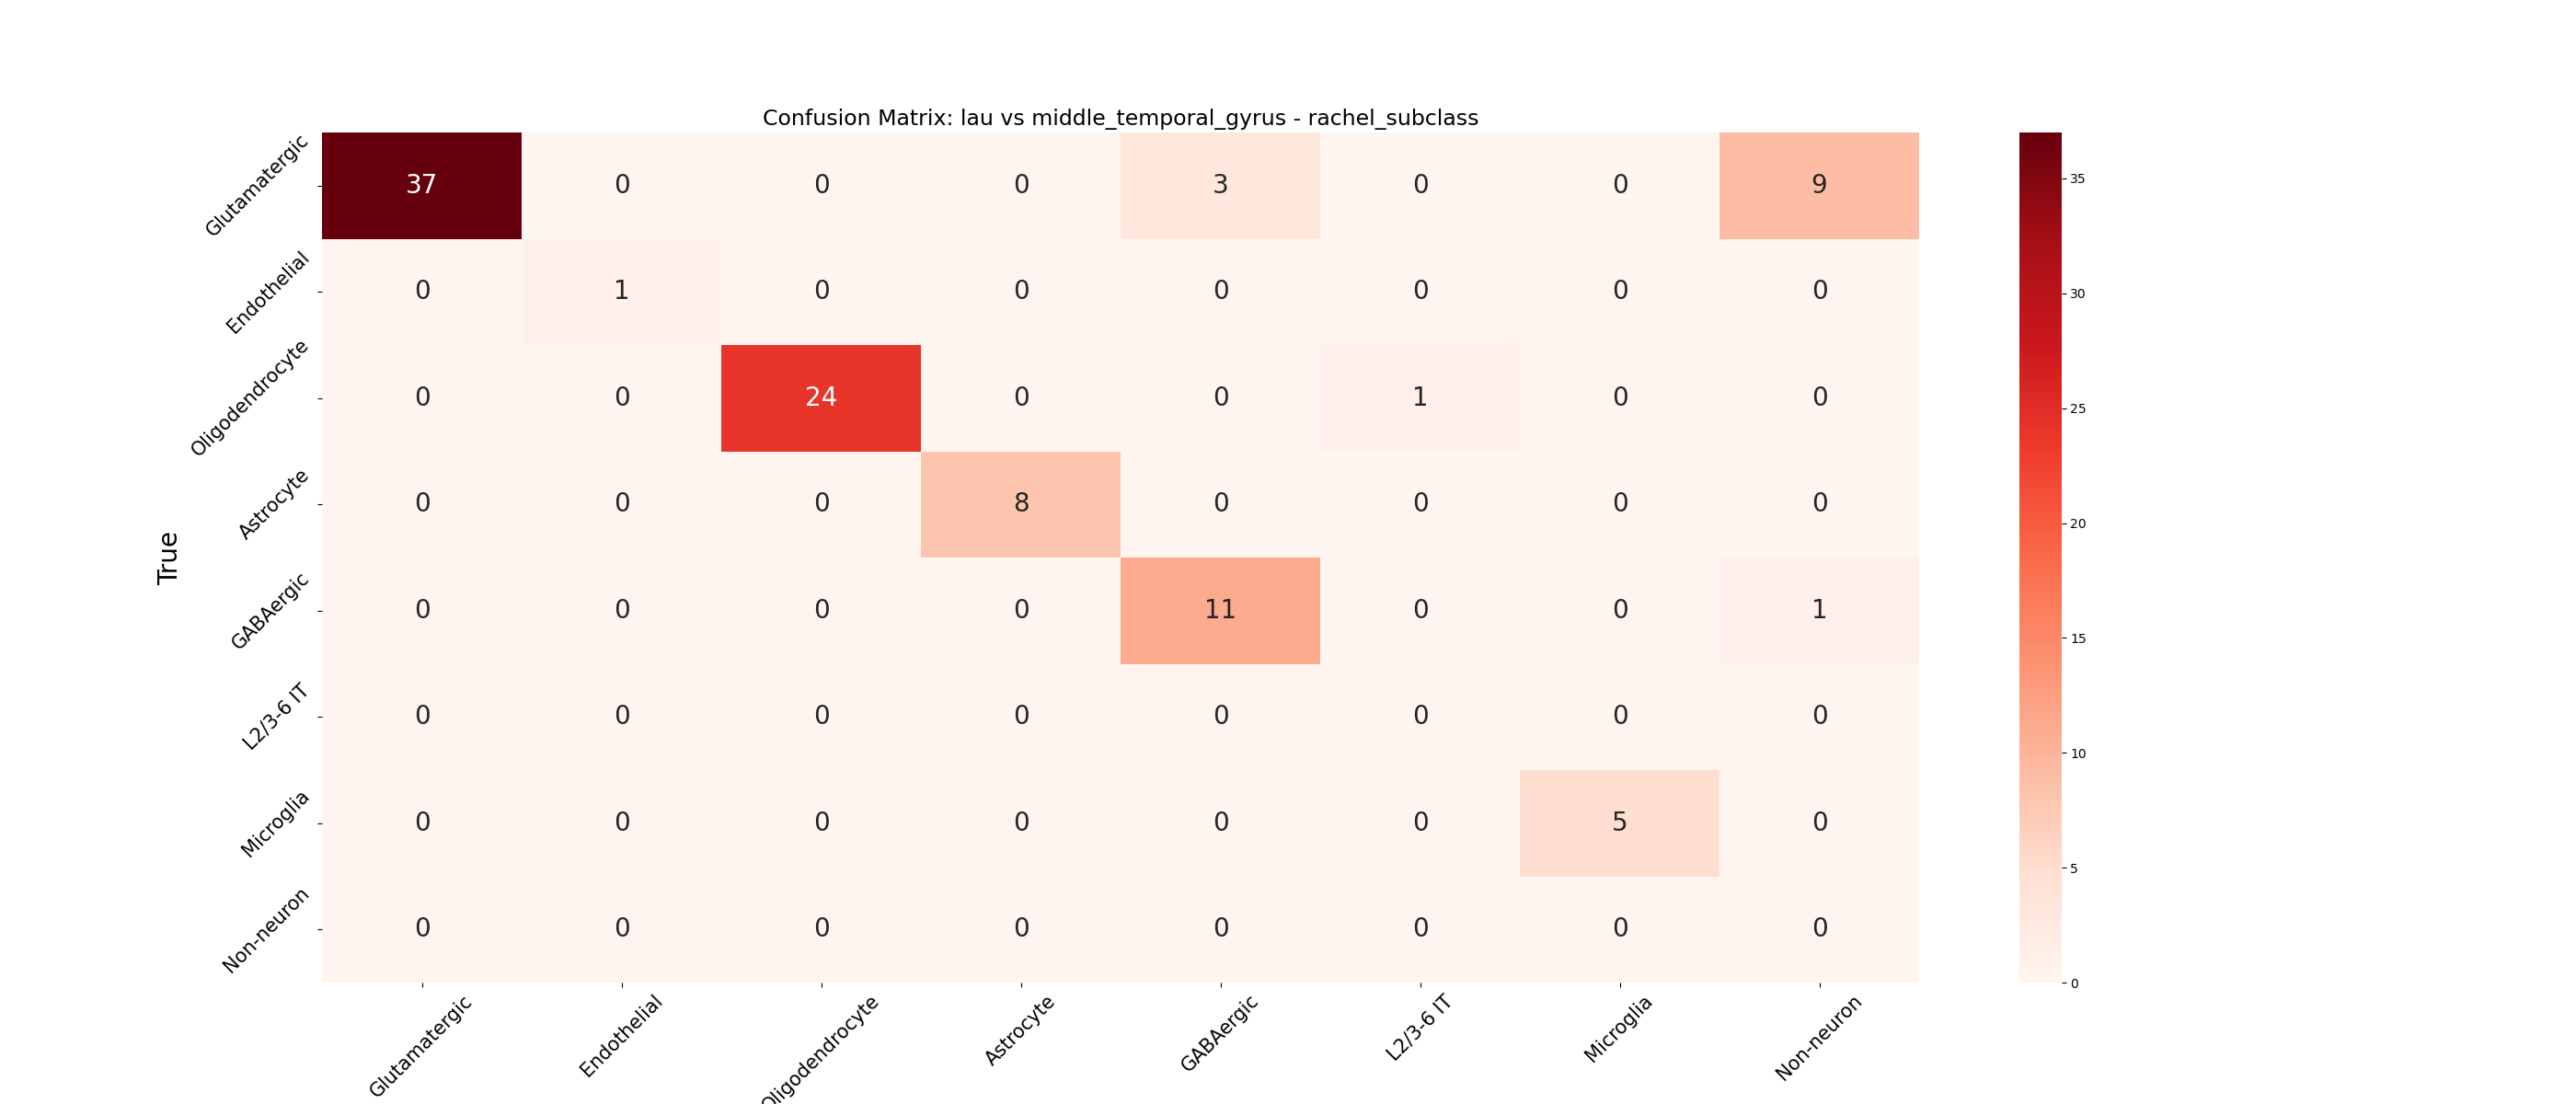 Confusion Matrix: lau vs middle_temporal_gyrus - rachel_subclass
True
Glutamatergic 37 0 0 0 3 0 0 9
Endothelial 0 1 0 0 0 0 0 0
Oligodendrocyte 0 0 24 0 0 1 0 0
Astrocyte 0 0 0 8 0 0 0 0
GABAergic 0 0 0 0 11 0 0 1
L2/3-6 IT 0 0 0 0 0 0 0 0
Microglia 0 0 0 0 0 0 5 0
Non-neuron 0 0 0 0 0 0 0 0
Glutamatergic Endothelial Oligodendrocyte Astrocyte GABAergic L2/3-6 IT Microglia Non-neuron
35
30
25
20
15
10
5
0